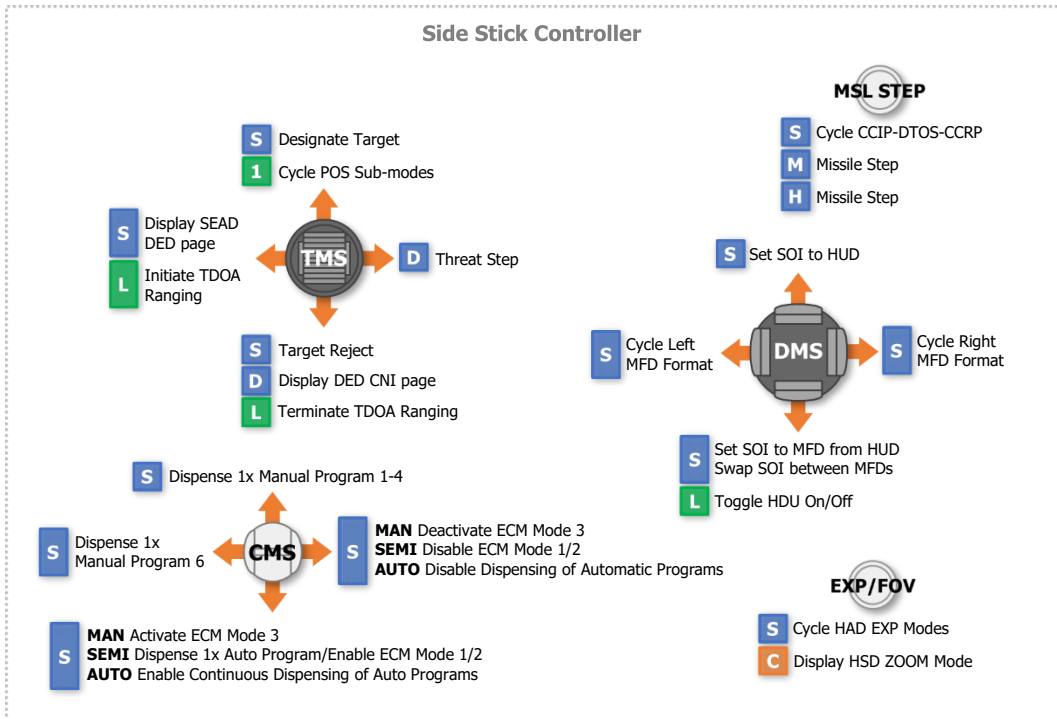 Side Stick Controller
MSL STEP
S Cycle CCIP-DTOS-CCRP
M Missile Step
H Missile Step
S Designate Target
1 Cycle POS Sub-modes
S Display SEAD
DED page
L Initiate TDOA
Ranging
TMS
D Threat Step
S Target Reject
D Display DED CNI page
L Terminate TDOA Ranging
S Set SOI to HUD
S Cycle Left
MFD Format
DMS
S Cycle Right
MFD Format
S Set SOI to MFD from HUD
Swap SOI between MFDs
L Toggle HDU On/Off
S Dispense 1x Manual Program 1-4
S Dispense 1x
Manual Program 6
CMS
S MAN Deactivate ECM Mode 3
SEMI Disable ECM Mode 1/2
AUTO Disable Dispensing of Automatic Programs
S MAN Activate ECM Mode 3
SEMI Dispense 1x Auto Program/Enable ECM Mode 1/2
AUTO Enable Continuous Dispensing of Auto Programs
EXP/FOV
S Cycle HAD EXP Modes
C Display HSD ZOOM Mode